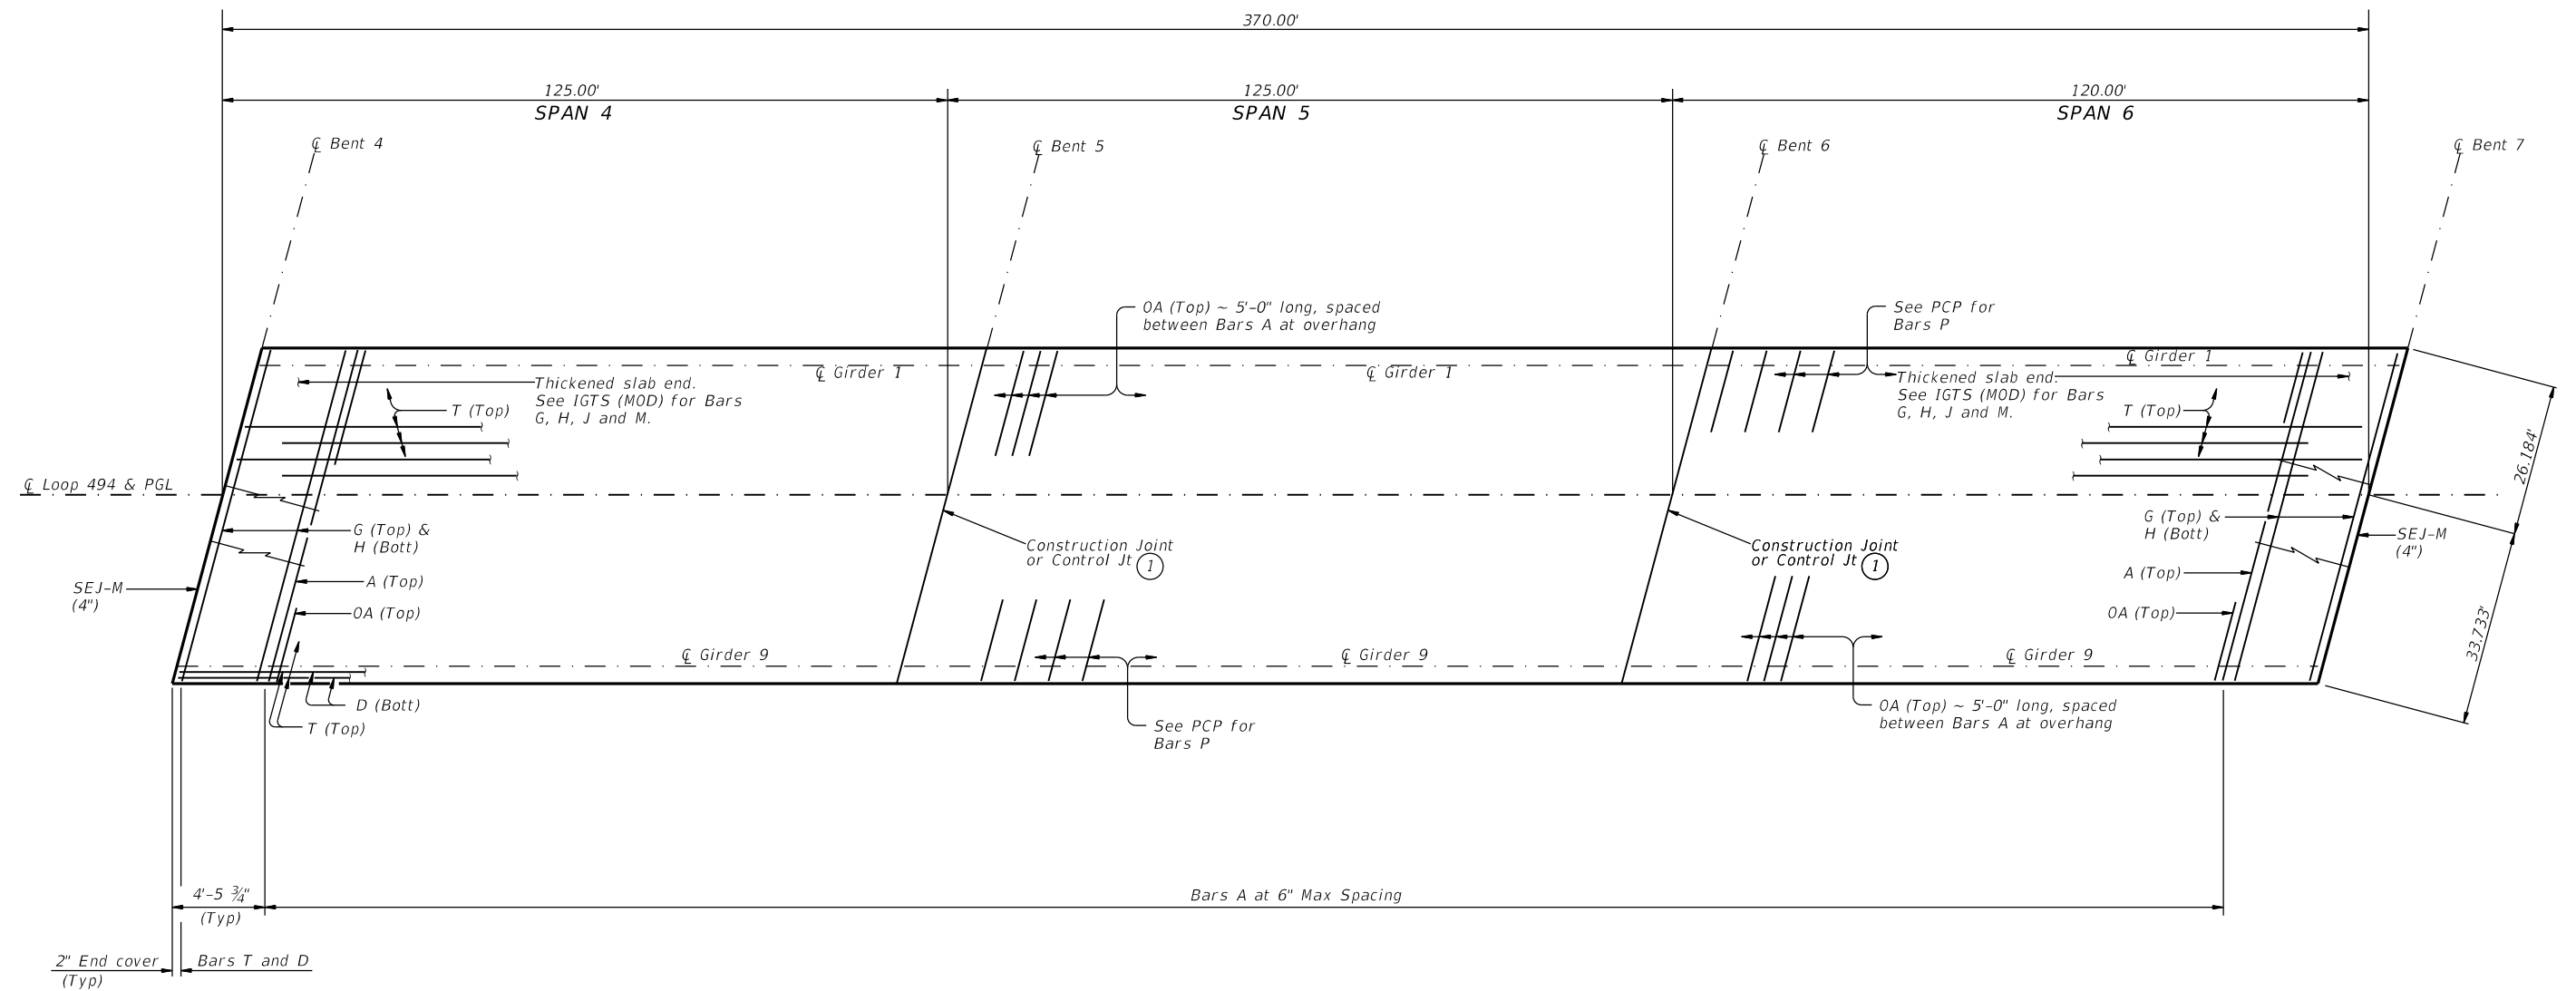 370.00'
125.00'
SPAN 4
125.00'
SPAN 5
120.00'
SPAN 6
℄ Bent 4
℄ Bent 5
℄ Bent 6
℄ Bent 7
OA (Top) ~ 5'-0" long, spaced
between Bars A at overhang
See PCP for
Bars P
℄ Girder 1
℄ Girder 1
℄ Girder 1
Thickened slab end.
See IGTS (MOD) for Bars
G, H, J and M.
T (Top)
Thickened slab end.
See IGTS (MOD) for Bars
G, H, J and M.
T (Top)
26.184'
℄ Loop 494 & PGL
G (Top) &
H (Bott)
G (Top) &
H (Bott)
Construction Joint
or Control Jt 1
Construction Joint
or Control Jt 1
SEJ-M
(4")
A (Top)
A (Top)
SEJ-M
(4")
OA (Top)
OA (Top)
33.733'
℄ Girder 9
℄ Girder 9
℄ Girder 9
D (Bott)
T (Top)
See PCP for
Bars P
OA (Top) ~ 5'-0" long, spaced
between Bars A at overhang
4'-5 ¾"
(Typ)
Bars A at 6" Max Spacing
2" End cover
(Typ)
Bars T and D